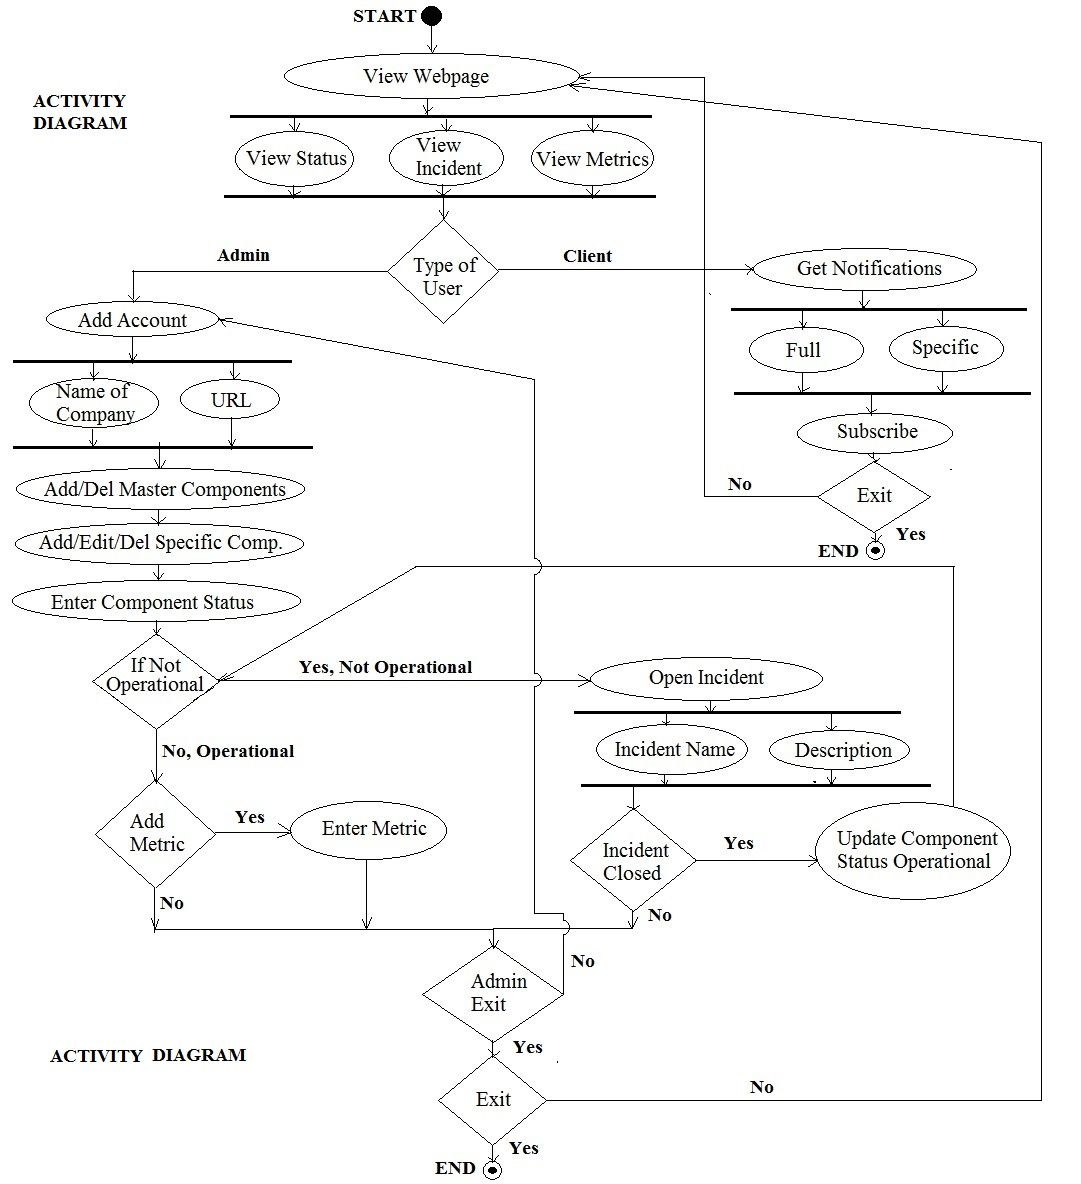 START
View Webpage
ACTIVITY
DIAGRAM
View Status
View
Incident
View Metrics
Admin
Type of
User
Client
Get Notifications
Add Account
Full
Specific
Name of
Company
URL
Subscribe
Add/Del Master Components
No
Exit
Yes
END
Add/Edit/Del Specific Comp.
Enter Component Status
If Not
Operational
Yes, Not Operational
Open Incident
No, Operational
Incident Name
Description
Add
Metric
Yes
Enter Metric
Incident
Closed
Yes
Update Component
Status Operational
No
No
Admin
Exit
No
Yes
ACTIVITY DIAGRAM
Exit
No
Yes
END